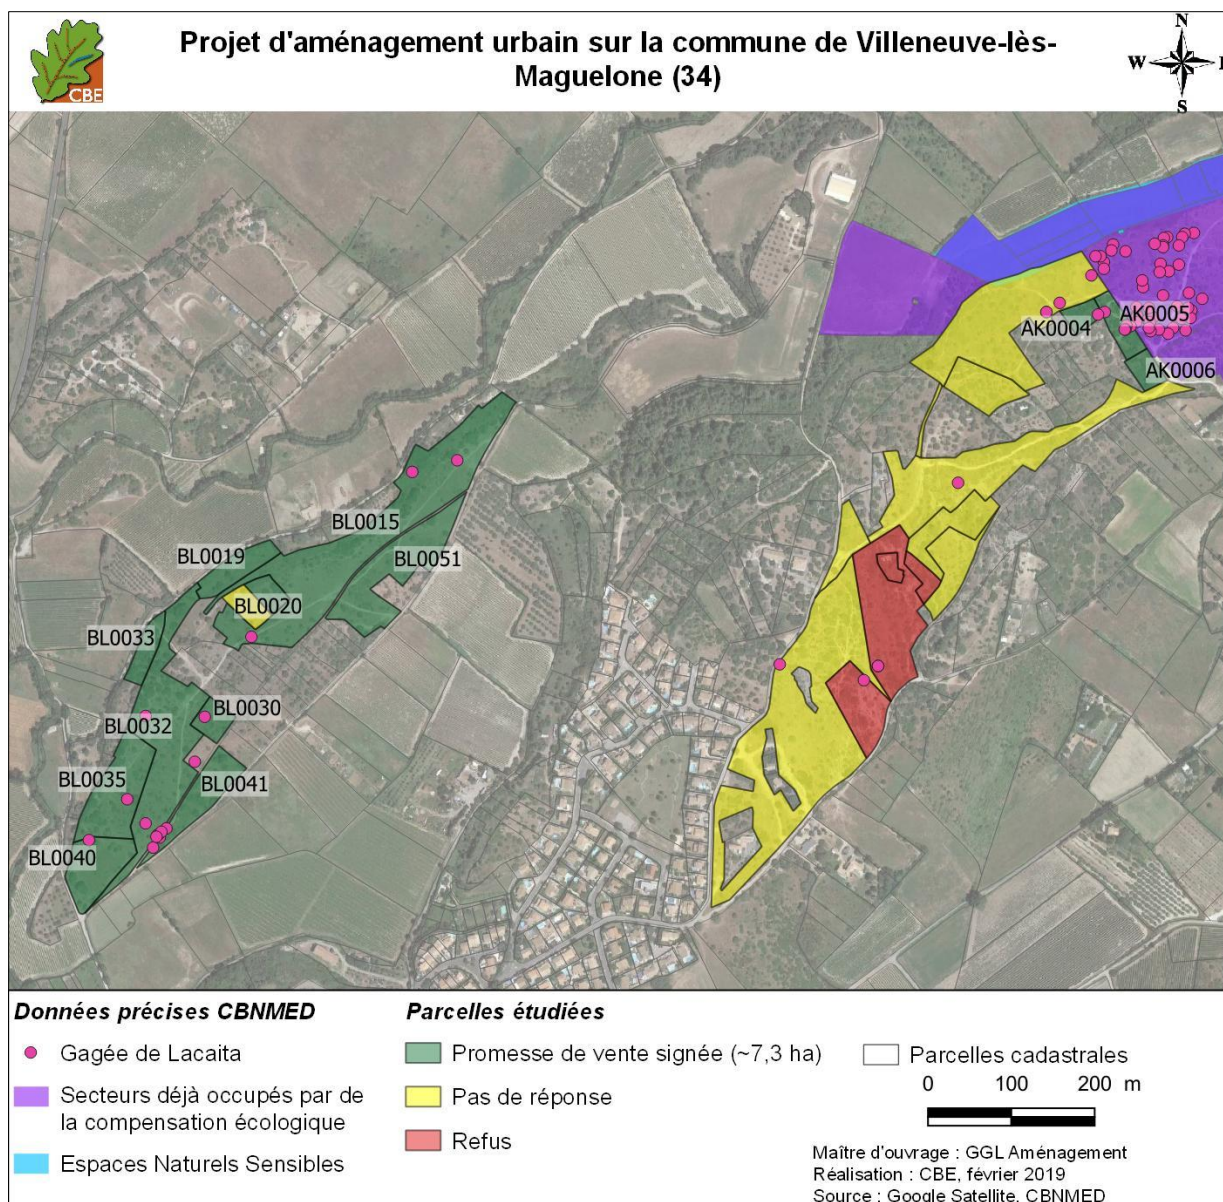 Projet d'aménagement urbain sur la commune de Villeneuve-lès-
Maguelone (34)
CBE
N
W
S
AK0005
AK0004
AK0006
BL0015
BL0019
BL0051
BL0020
BL0033
BL0030
BL0032
BL0035
BL0041
BL0040
Données précises CBNMED
Gagée de Lacaita
Secteurs déjà occupés par de
la compensation écologique
Espaces Naturels Sensibles
Parcelles étudiées
Promesse de vente signée (~7,3 ha)
Pas de réponse
Refus
Parcelles cadastrales
0 100 200 m
Maître d'ouvrage : GGL Aménagement
Réalisation : CBE, février 2019
Source : Google Satellite, CBNMED